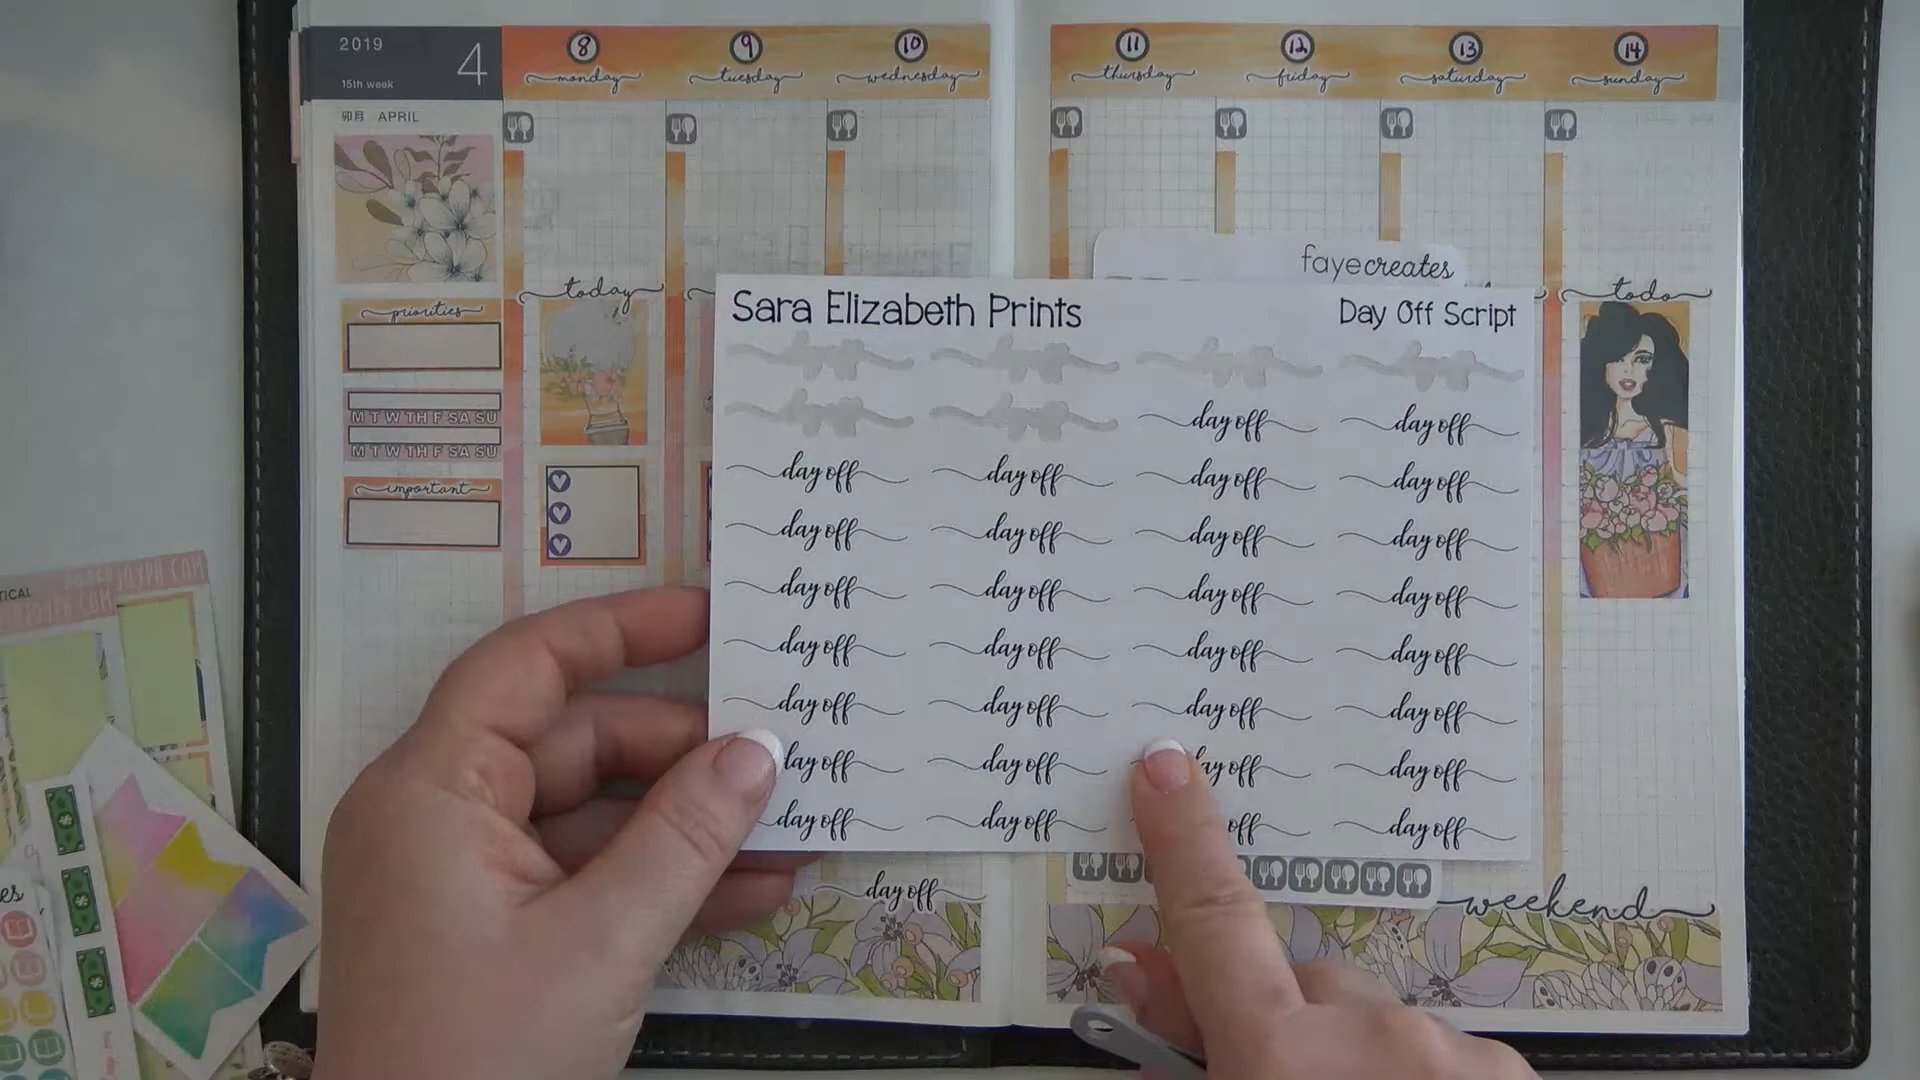 2019 4
15th week
卯月 APRIL
8 9 10 11 12 13 14
monday tuesday wednesday thursday friday saturday sunday
priorities
M T W TH F SA SU
M T W TH F SA SU
important
today
todo
fayecreates
Sara Elizabeth Prints Day Off Script
day off day off
day off day off day off day off
day off day off day off day off
day off day off day off day off
day off day off day off day off
day off day off day off day off
day off day off day off
day off day off day off
day off
weekend